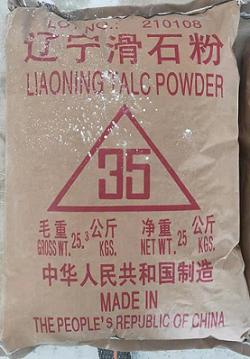 LOT NO.: 210108
辽宁滑石粉
LIAONING TALC POWDER
35
毛重 25.3 公斤 净重 25 公斤
GROSS WT. KGS. NET WT. KGS.
中华人民共和国制造
MADE IN
THE PEOPLE'S REPUBLIC OF CHINA